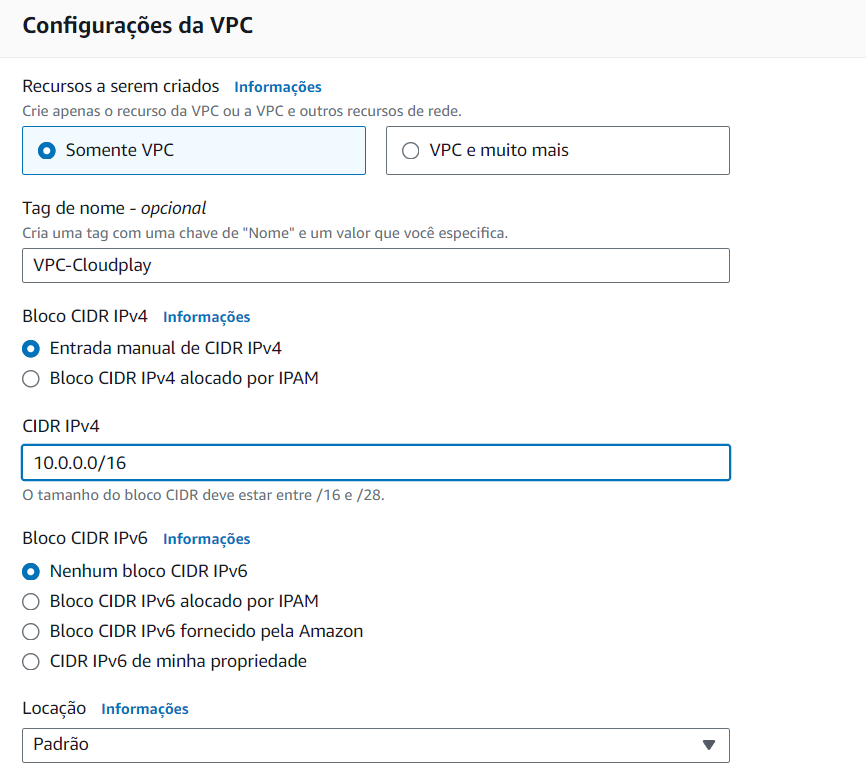 Configurações da VPC
Recursos a serem criados Informações
Crie apenas o recurso da VPC ou a VPC e outros recursos de rede.
Somente VPC
VPC e muito mais
Tag de nome - opcional
Cria uma tag com uma chave de "Nome" e um valor que você especifica.
VPC-Cloudplay
Bloco CIDR IPv4 Informações
Entrada manual de CIDR IPv4
Bloco CIDR IPv4 alocado por IPAM
CIDR IPv4
10.0.0.0/16
O tamanho do bloco CIDR deve estar entre /16 e /28.
Bloco CIDR IPv6 Informações
Nenhum bloco CIDR IPv6
Bloco CIDR IPv6 alocado por IPAM
Bloco CIDR IPv6 fornecido pela Amazon
CIDR IPv6 de minha propriedade
Locação Informações
Padrão